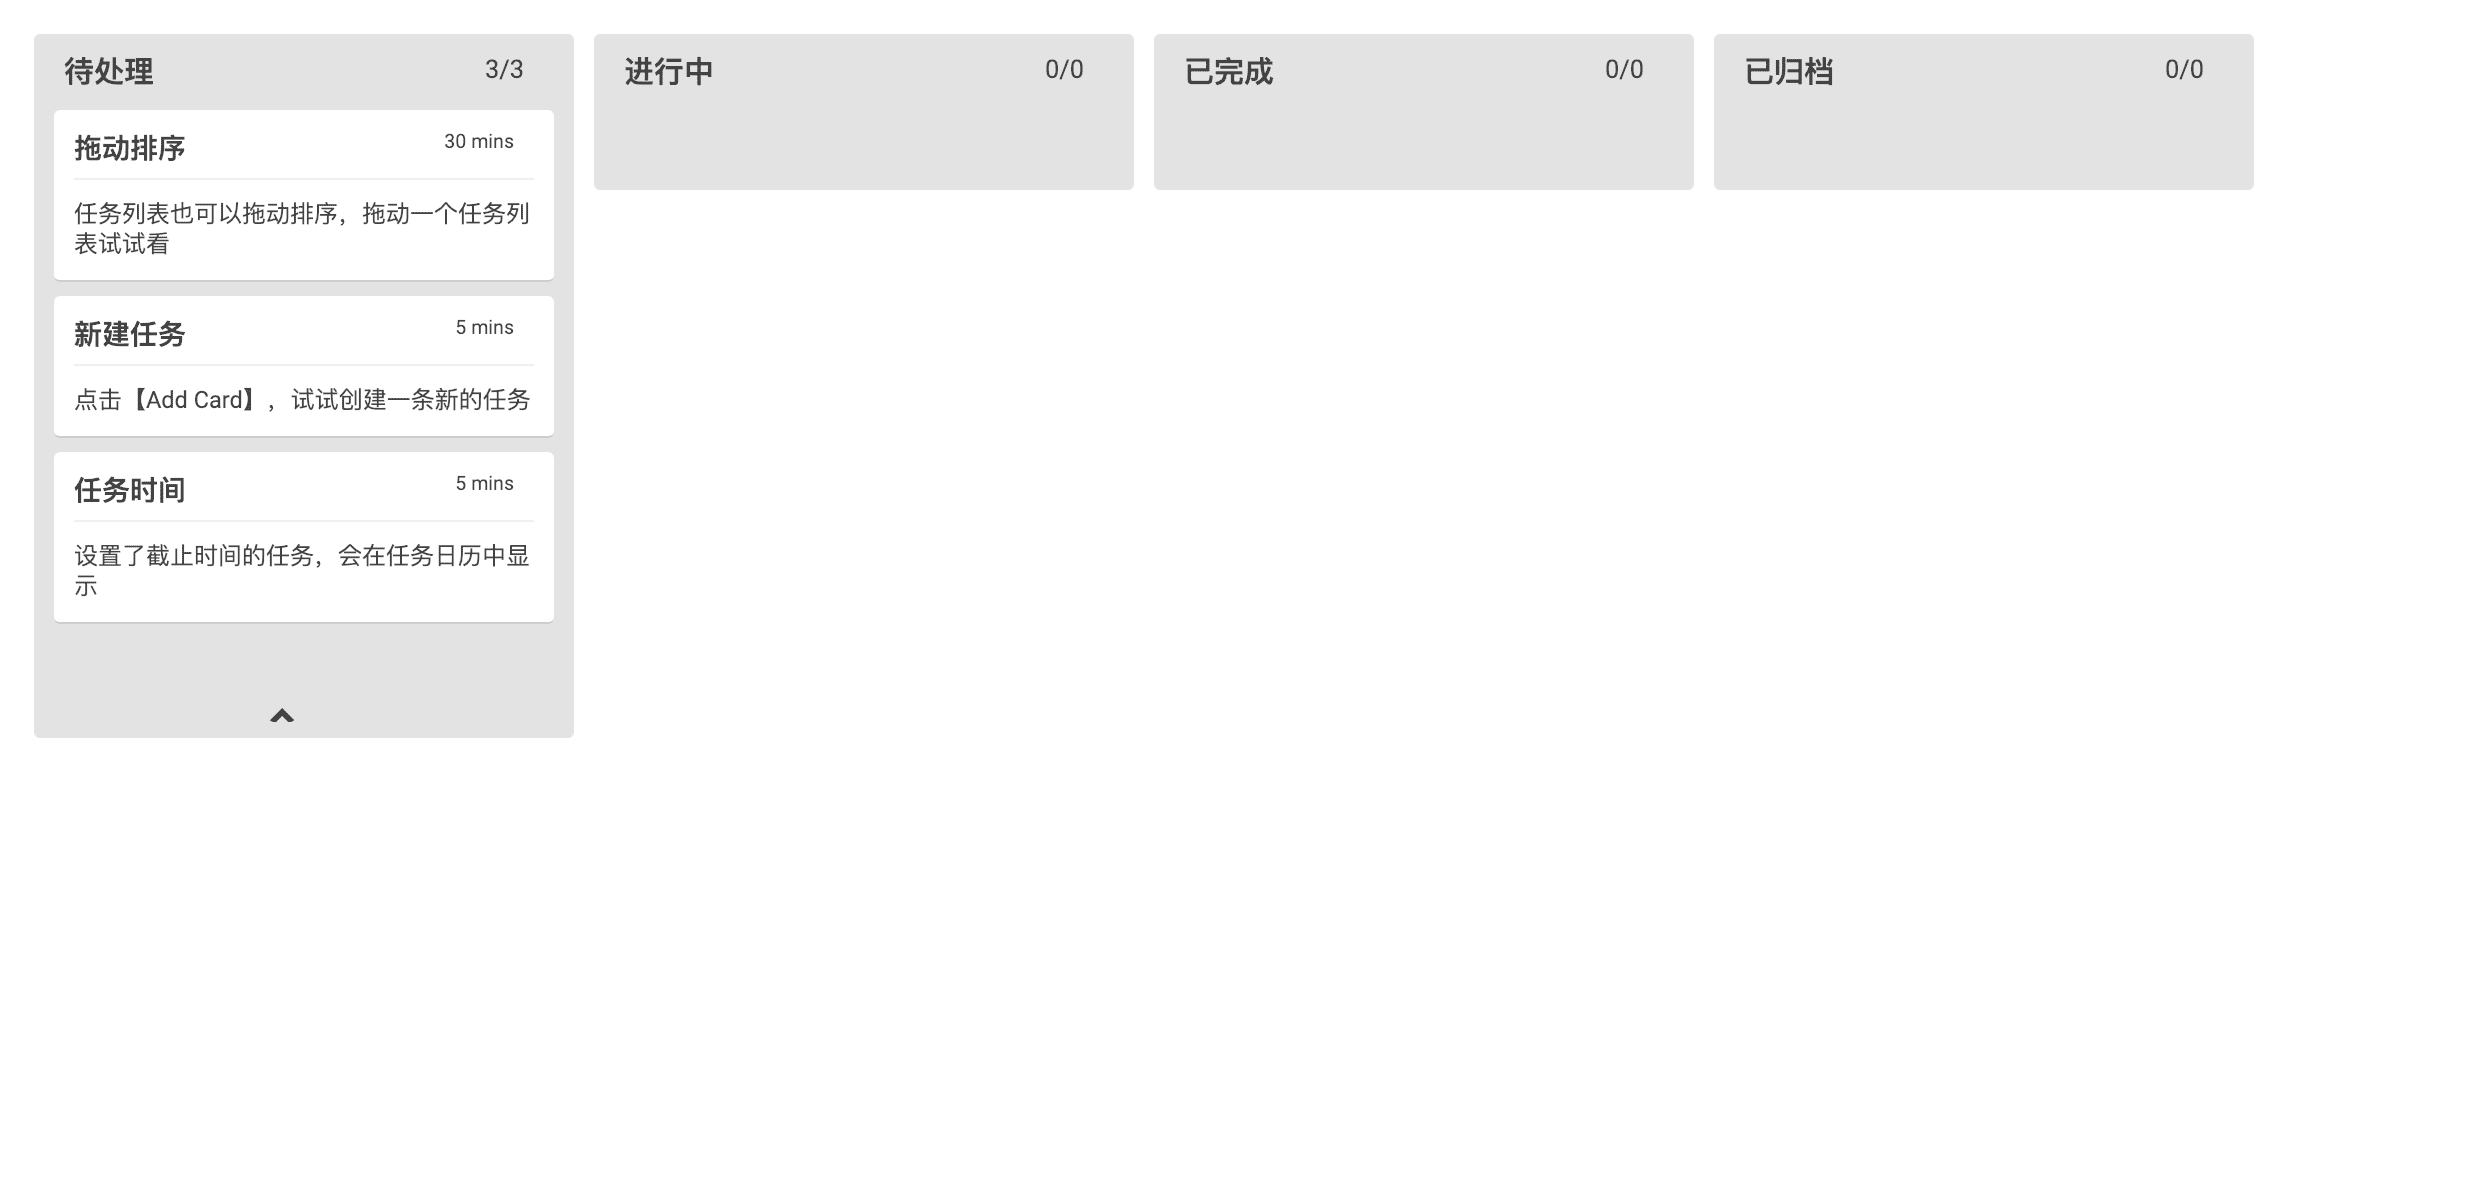 待处理 3/3
拖动排序 30 mins
任务列表也可以拖动排序，拖动一个任务列
表试试看
新建任务 5 mins
点击【Add Card】，试试创建一条新的任务
任务时间 5 mins
设置了截止时间的任务，会在任务日历中显
示
进行中 0/0
已完成 0/0
已归档 0/0